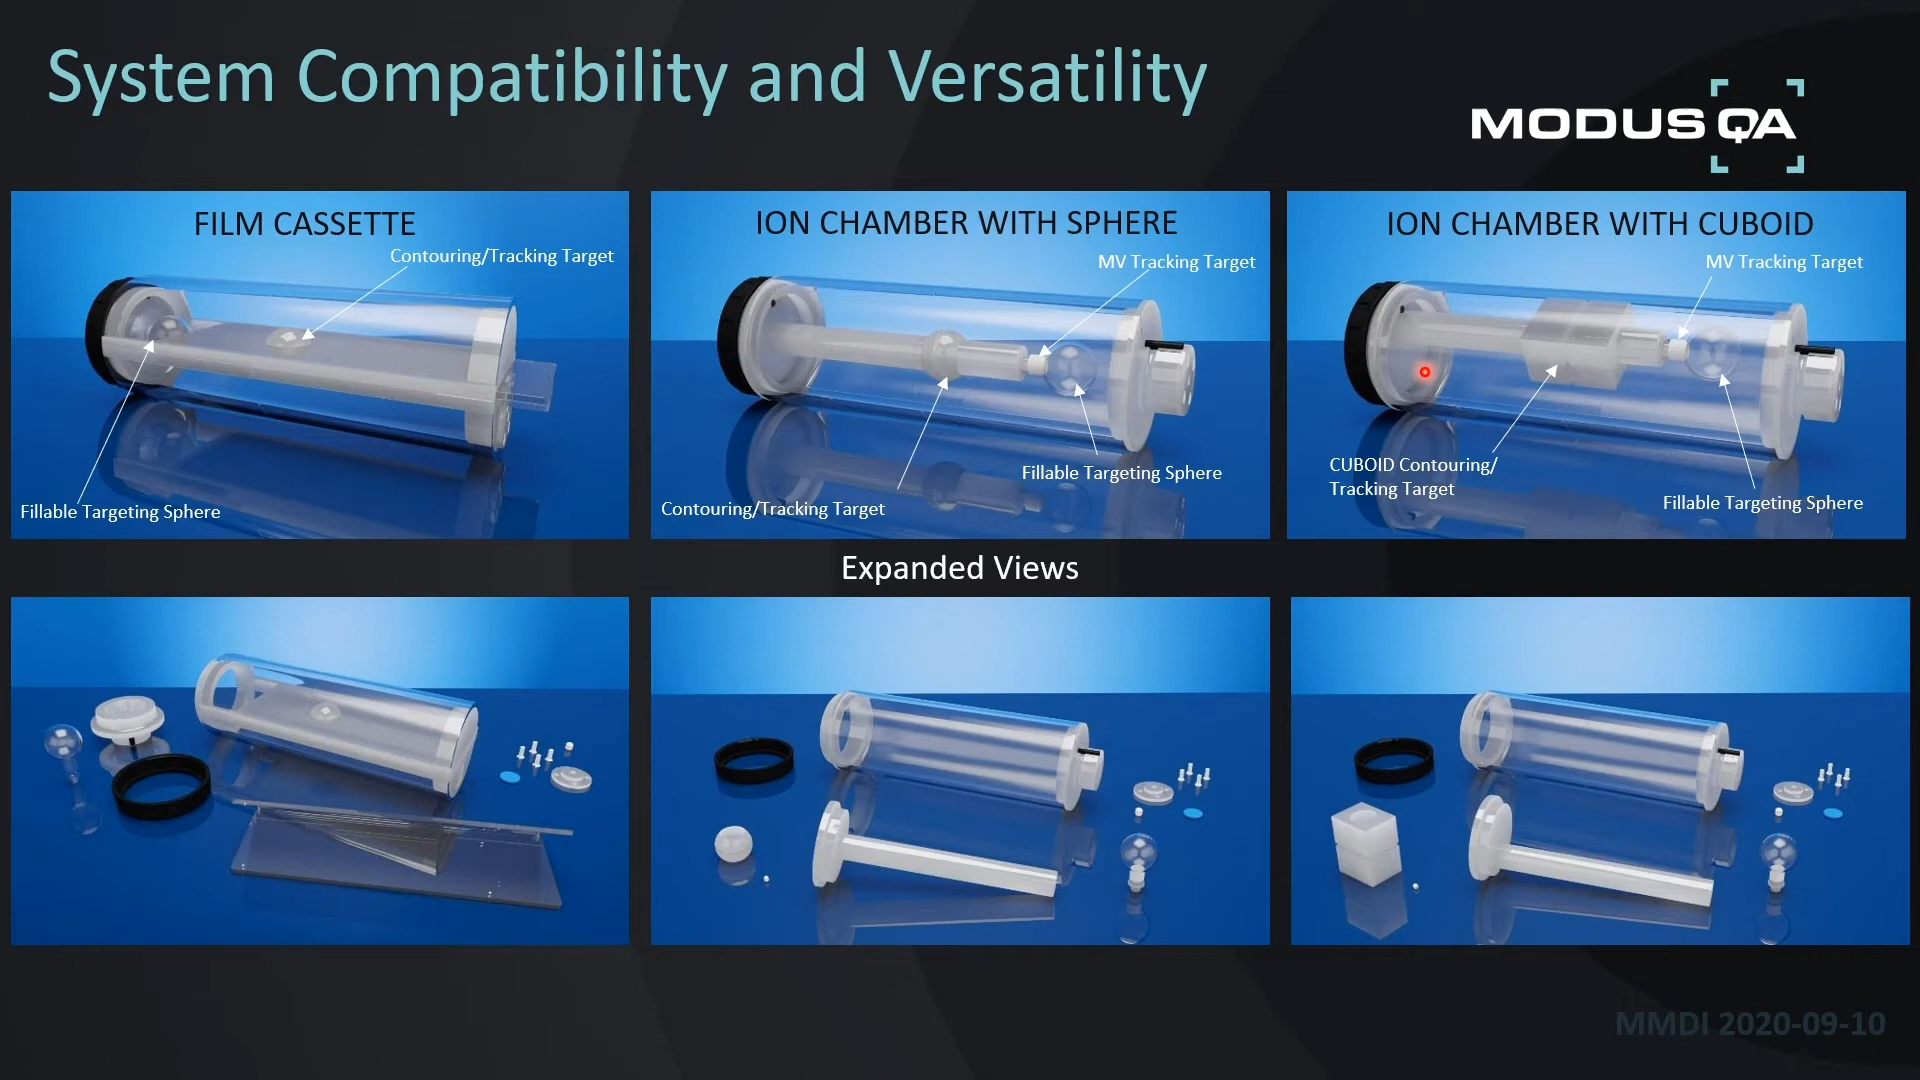 System Compatibility and Versatility
MODUS QA
FILM CASSETTE
Contouring/Tracking Target
Fillable Targeting Sphere
ION CHAMBER WITH SPHERE
MV Tracking Target
Fillable Targeting Sphere
Contouring/Tracking Target
ION CHAMBER WITH CUBOID
MV Tracking Target
CUBOID Contouring/
Tracking Target
Fillable Targeting Sphere
Expanded Views
MMDI 2020-09-10